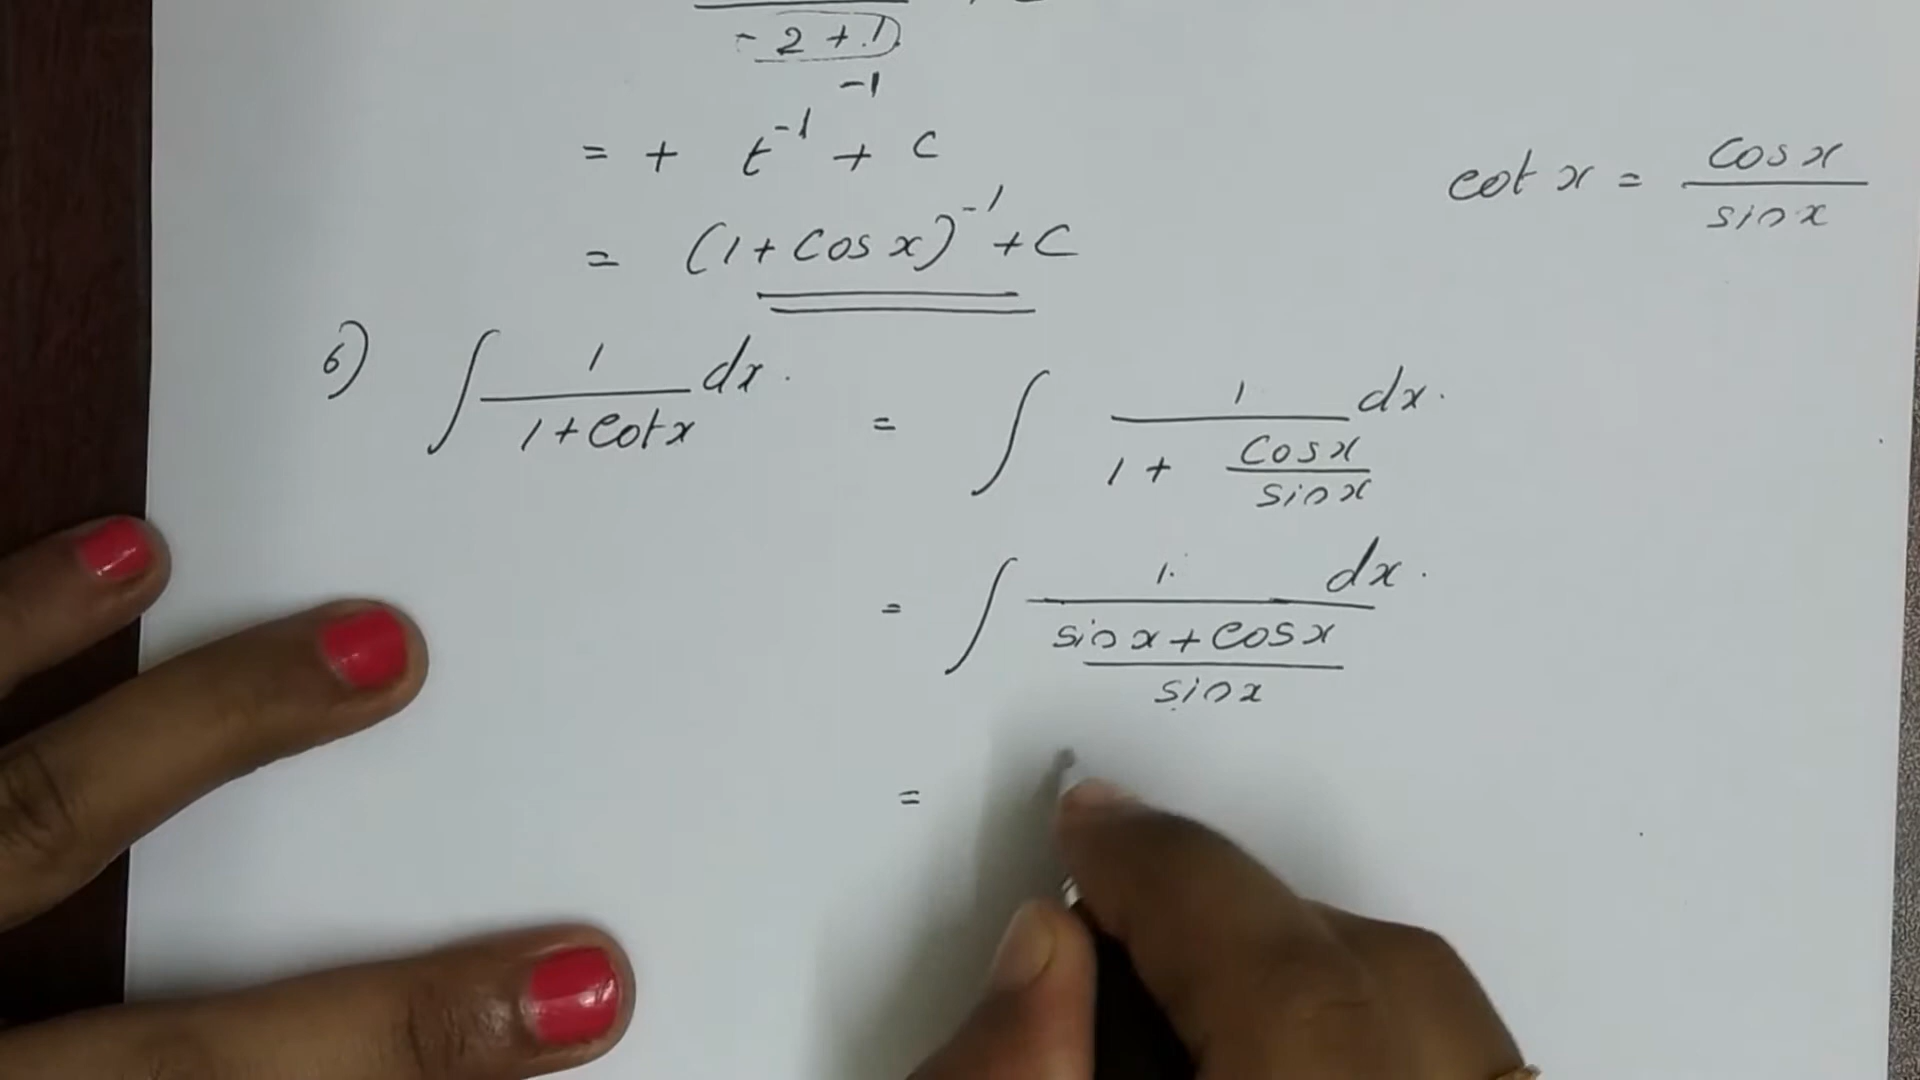 - 2 + 1
-1
= + t^-1 + c
= (1 + Cos x)^-1 + C
cot x = Cos x / sin x
6) ∫ 1 / (1 + Cot x) dx. = ∫ 1 / (1 + Cos x / sin x) dx.
= ∫ 1. / ((sin x + Cos x) / sin x) dx.
=